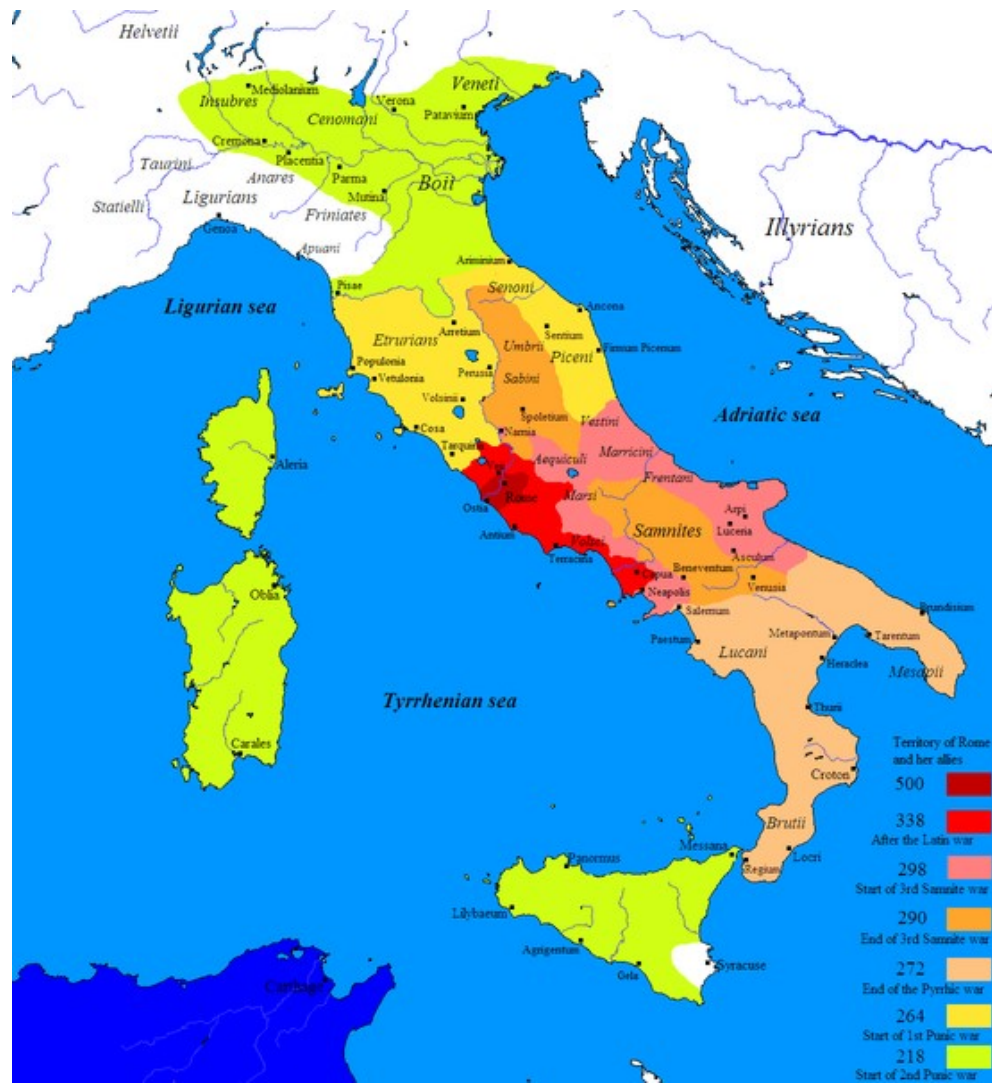 Helvetii
Mediolanium
Insubres
Veneti
Verona
Patavium
Cenomani
Cremona
Placentia
Taurini
Anares
Parma
Boii
Mutina
Ligurians
Statielli
Friniates
Genoa
Apuani
Illyrians
Ariminium
Pisae
Senoni
Ligurian sea
Ancona
Arretium
Sentium
Etrurians
Umbrii
Piceni
Firmum Picenum
Populonia
Perusia
Sabini
Vetulonia
Volsinii
Spoletium
Adriatic sea
Cosa
Narnia
Vestini
Tarquinii
Aequiculi
Marricini
Aleria
Veii
Frentani
Rome
Marsi
Ostia
Arpi
Samnites
Luceria
Antium
Volsci
Asculum
Terracina
Capua
Beneventum
Oblia
Neapolis
Venusia
Salernum
Brundisium
Paestum
Metapontum
Tarentum
Lucani
Heraclea
Mesapii
Tyrrhenian sea
Thurii
Carales
Territory of Rome
and her allies
Croton
500
338
Brutii
After the Latin war
Messana
Locri
Panormus
Regium
298
Start of 3rd Samnite war
Lilybaeum
290
Agrigentum
End of 3rd Samnite war
Gela
Syracuse
272
Carthage
End of the Pyrrhic war
264
Start of 1st Punic war
218
Start of 2nd Punic war